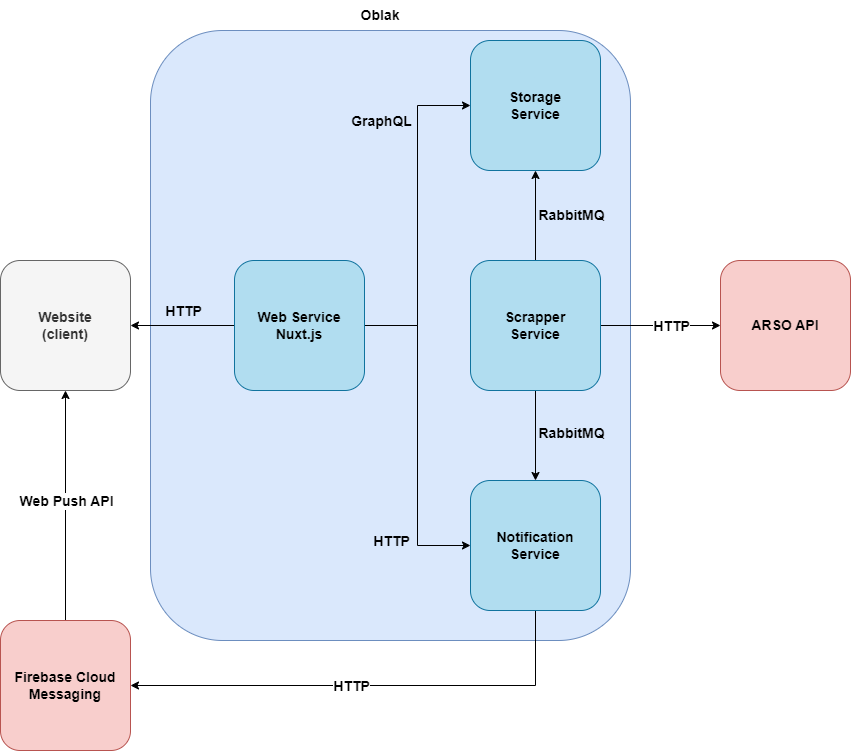 Oblak
Storage
Service
GraphQL
RabbitMQ
Website
(client)
HTTP
Web Service
Nuxt.js
Scrapper
Service
HTTP
ARSO API
RabbitMQ
Web Push API
HTTP
Notification
Service
Firebase Cloud
Messaging
HTTP